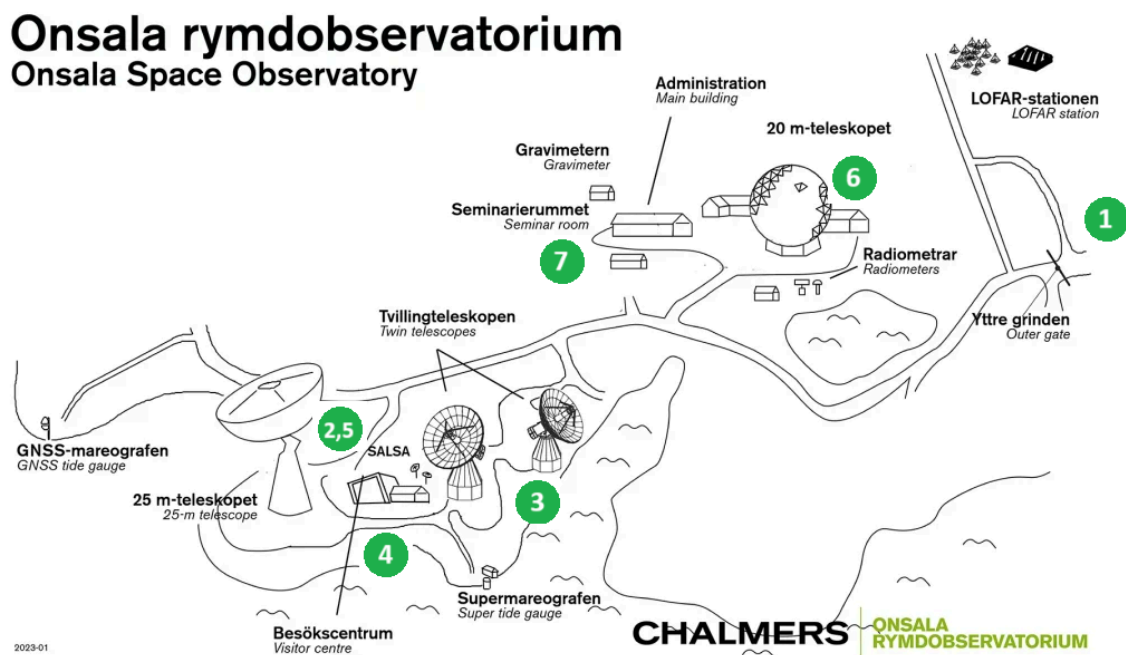 Onsala rymdobservatorium
Onsala Space Observatory
Administration
Main building
LOFAR-stationen
LOFAR station
20 m-teleskopet
Gravimetern
Gravimeter
6
Seminarierummet
Seminar room
1
7
Radiometrar
Radiometers
Tvillingteleskopen
Twin telescopes
Yttre grinden
Outer gate
2,5
GNSS-mareografen
GNSS tide gauge
SALSA
25 m-teleskopet
25-m telescope
3
4
Supermareografen
Super tide gauge
Besökscentrum
Visitor centre
2023-01
CHALMERS
ONSALA
RYMDOBSERVATORIUM